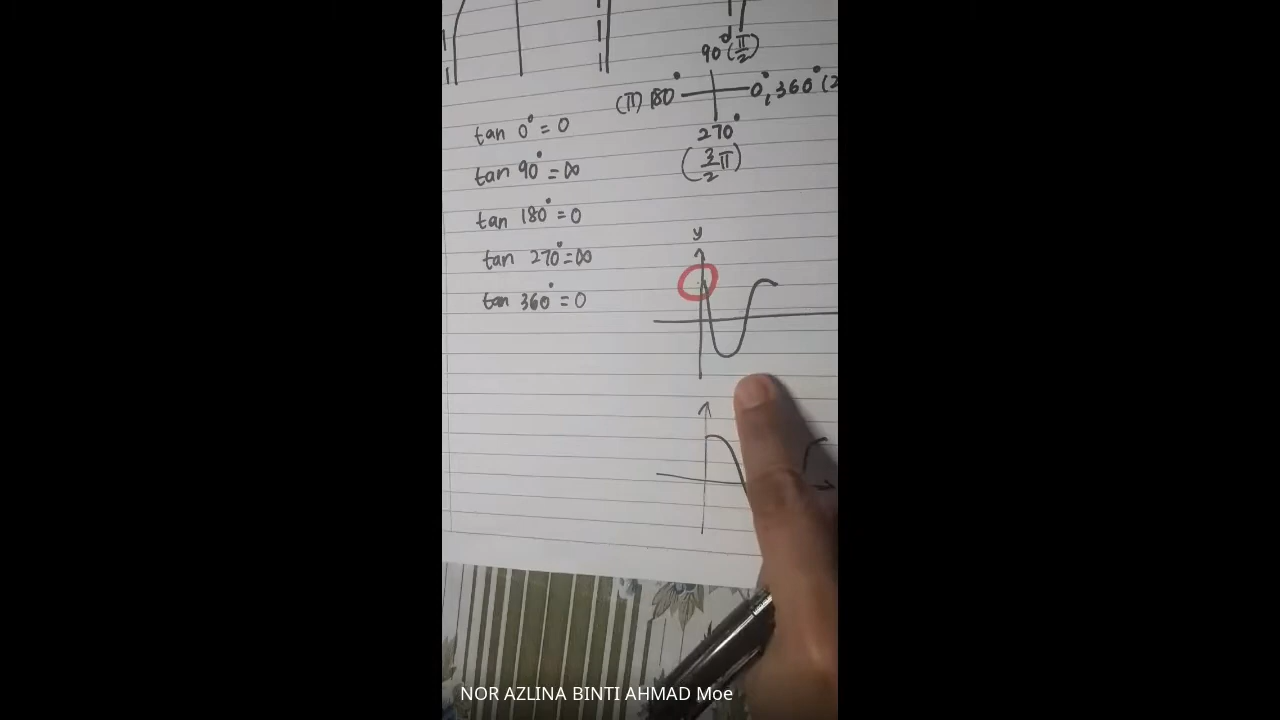 90° (π/2)
(π) 180° 0°, 360° (2
270°
(3/2 π)
tan 0° = 0
tan 90° = ∞
tan 180° = 0
tan 270° = ∞
tan 360° = 0
y
NOR AZLINA BINTI AHMAD Moe